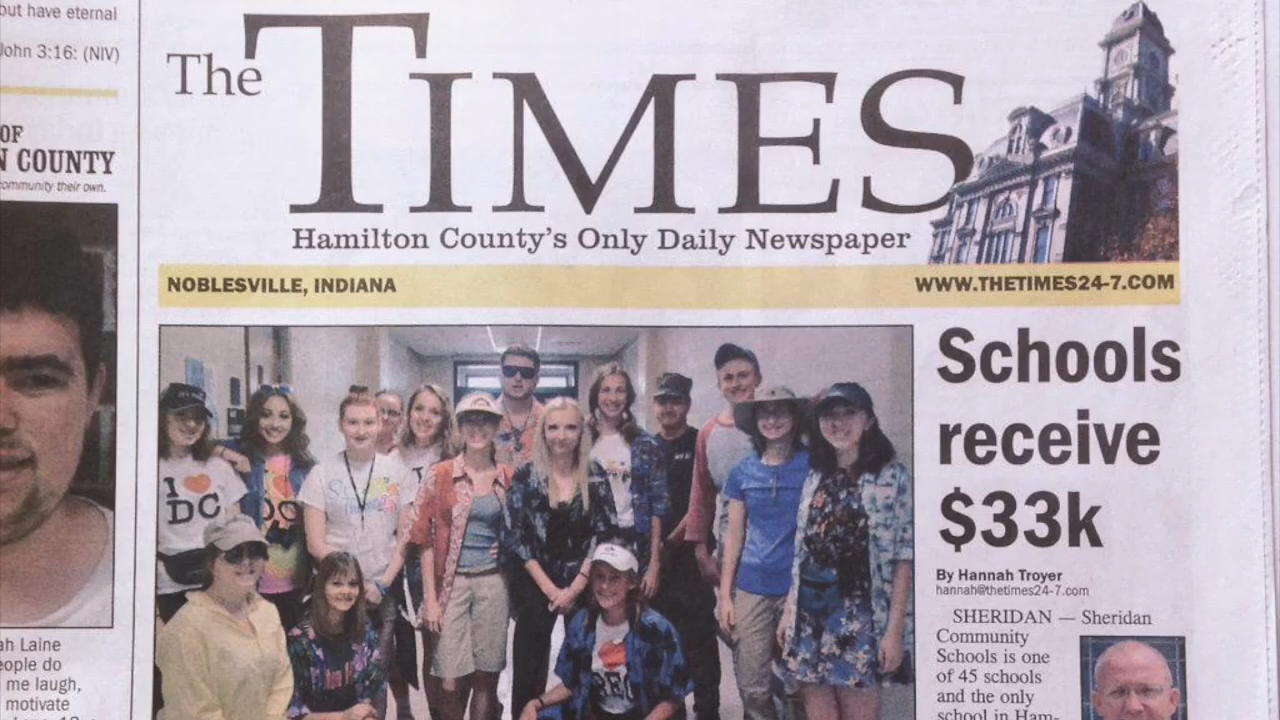 but have eternal
John 3:16: (NIV)
OF
COUNTY
community their own.
The TIMES
Hamilton County's Only Daily Newspaper
NOBLESVILLE, INDIANA
WWW.THETIMES24-7.COM
I ❤
DC
Schools
receive
$33k
By Hannah Troyer
hannah@thetimes24-7.com
SHERIDAN — Sheridan
Community
Schools is one
of 45 schools
and the only
school in Ham-
Laine
people do
me laugh,
motivate